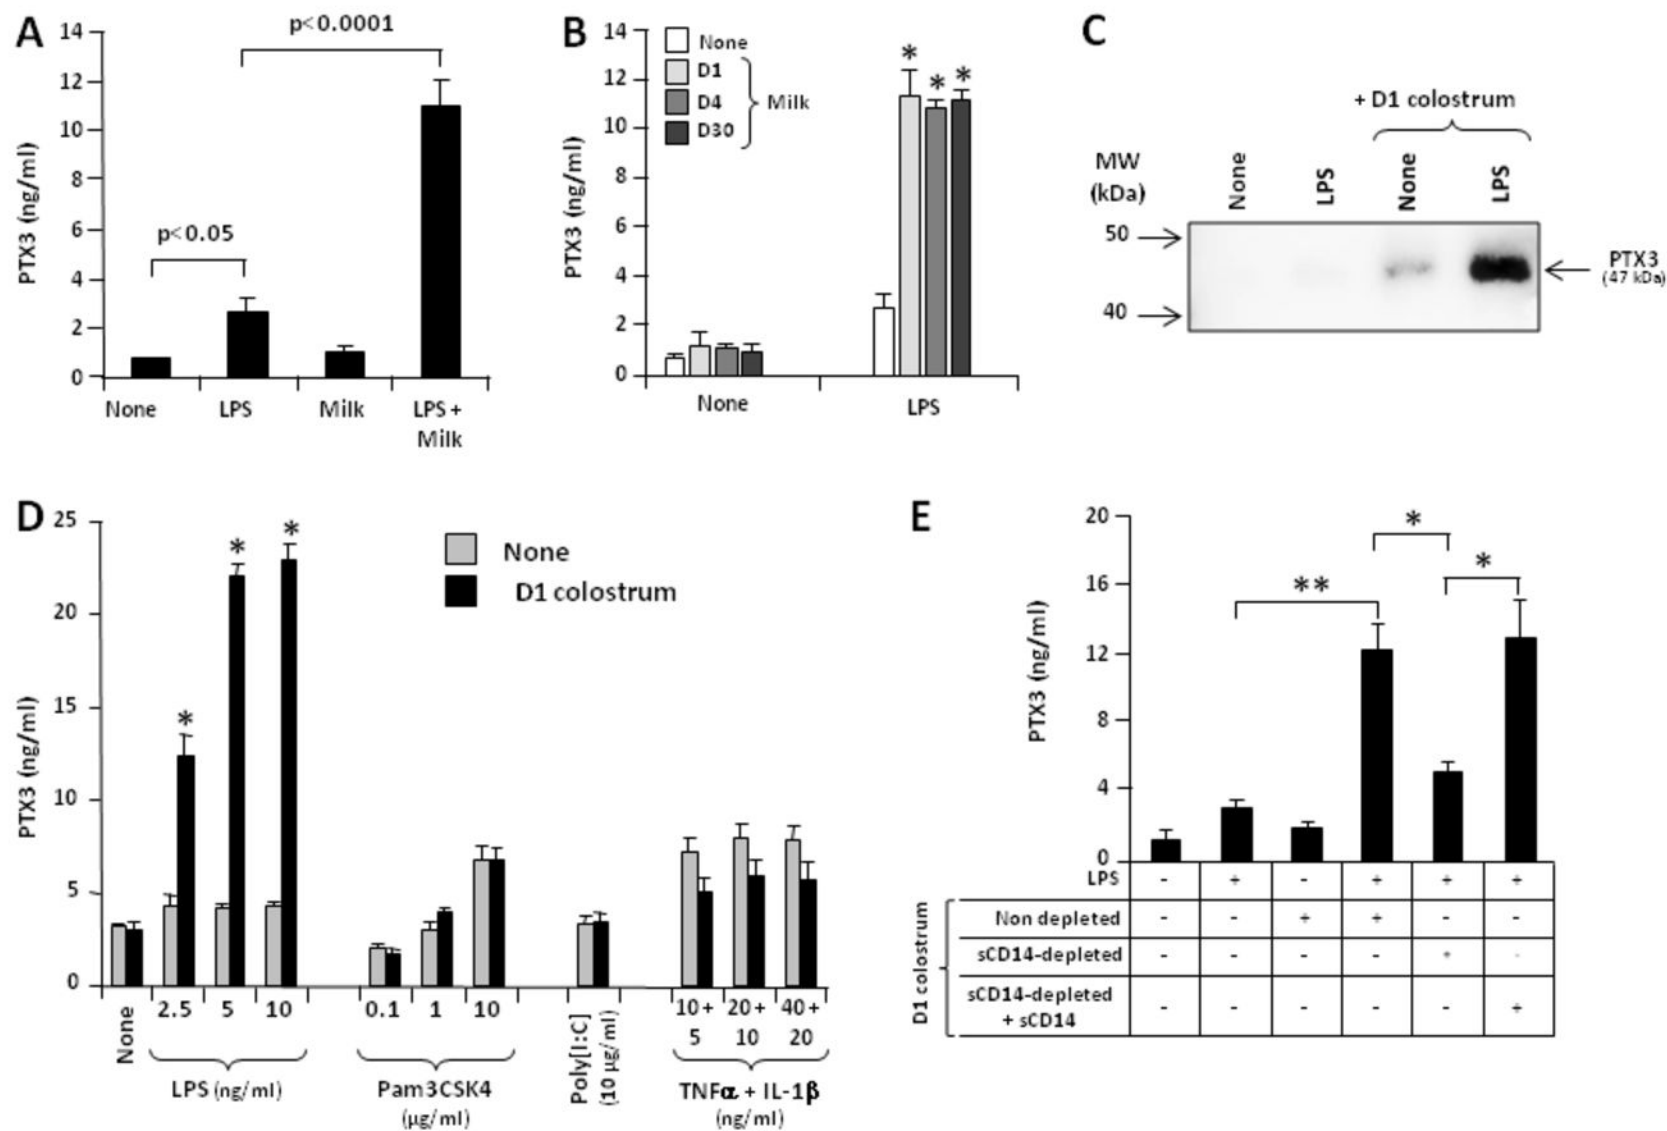 A
p<0.0001
p<0.05
PTX3 (ng/ml)
14
12
10
8
6
4
2
0
None
LPS
Milk
LPS +
Milk
B
None
D1
D4
D30
Milk
PTX3 (ng/ml)
14
12
10
8
6
4
2
0
*
*
*
None
LPS
C
+ D1 colostrum
MW
(kDa)
None
LPS
None
LPS
50
40
PTX3
(47 kDa)
D
None
D1 colostrum
PTX3 (ng/ml)
25
20
15
10
5
0
*
*
*
None
2.5
5
10
LPS (ng/ml)
0.1
1
10
Pam3CSK4
(µg/ml)
Poly[I:C]
(10 µg/ml)
10 +
5
20 +
10
40 +
20
TNFα + IL-1β
(ng/ml)
E
PTX3 (ng/ml)
20
16
12
8
4
0
**
*
*
LPS - + - + + +
D1 colostrum
Non depleted - - + + - -
sCD14-depleted - - - - + -
sCD14-depleted
+ sCD14 - - - - - +